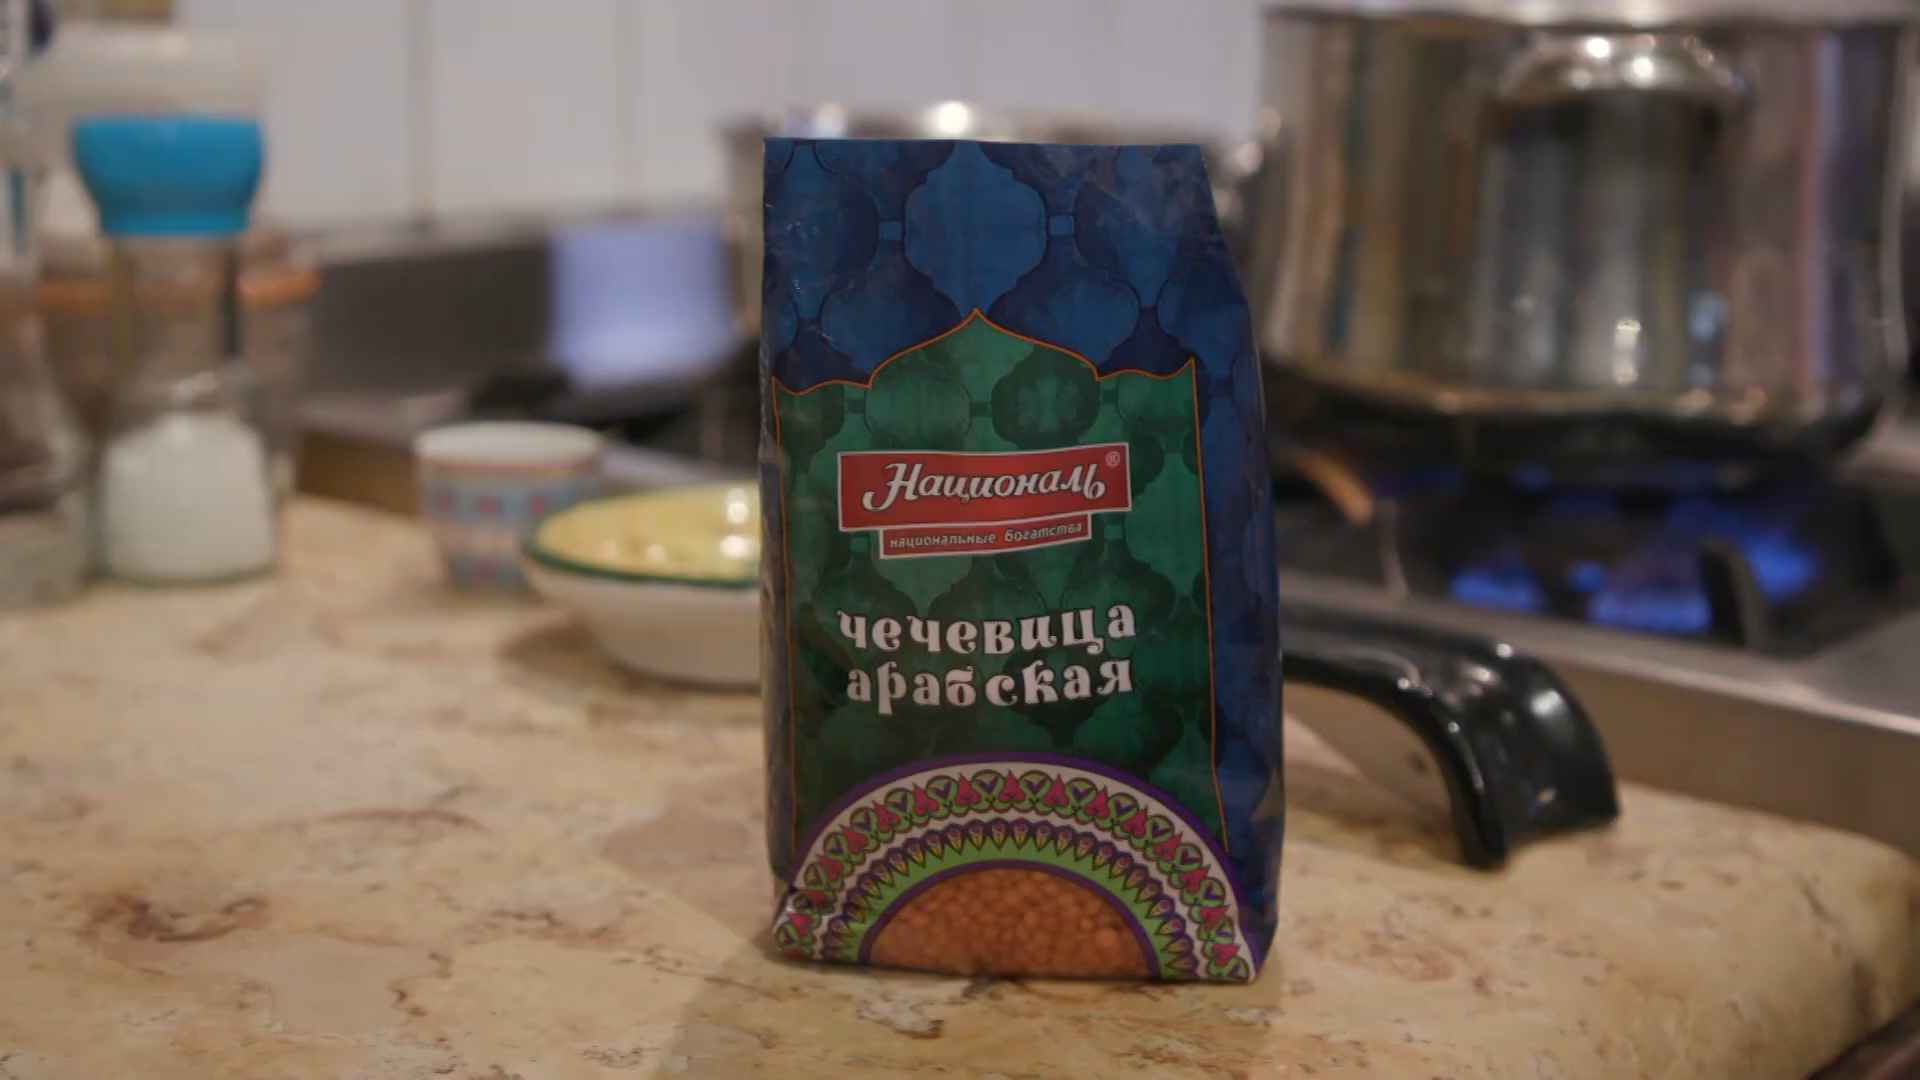 Националь®
национальные богатства
чечевица
арабская